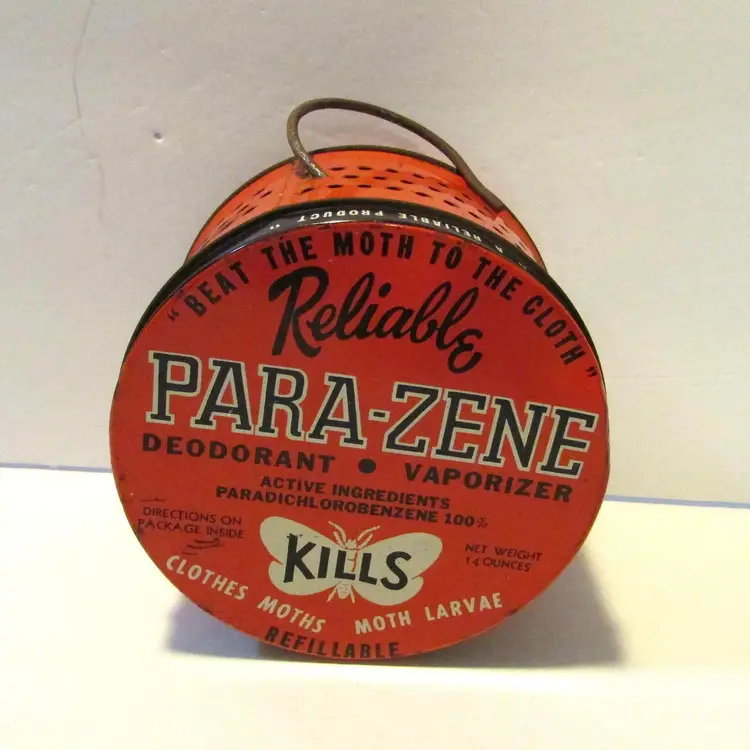 A RELIABLE PRODUCT "
"BEAT THE MOTH TO THE CLOTH"
Reliable
PARA-ZENE
DEODORANT • VAPORIZER
ACTIVE INGREDIENTS
PARADICHLOROBENZENE 100%
DIRECTIONS ON
PACKAGE INSIDE
NET WEIGHT
14 OUNCES
KILLS
CLOTHES MOTHS MOTH LARVAE
REFILLABLE